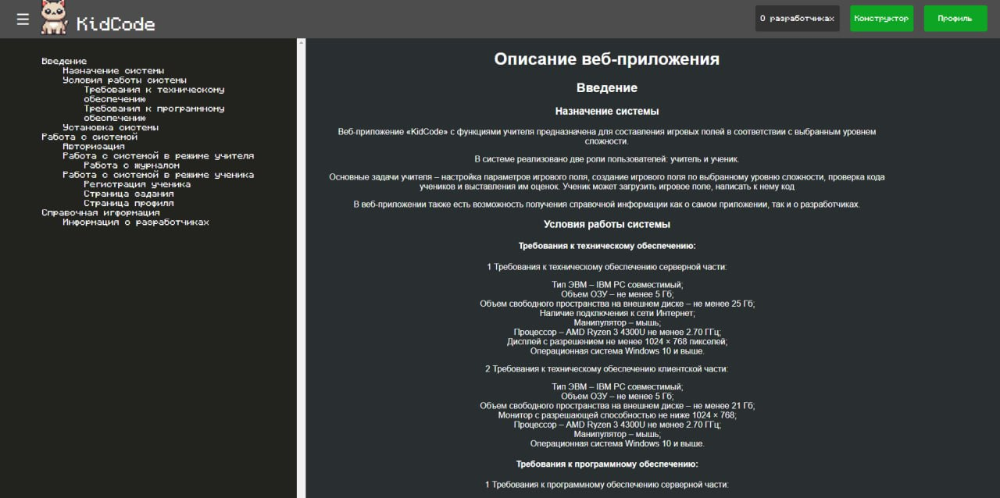 ☰ KidCode
О разработчиках
Конструктор
Профиль
Введение
Назначение системы
Условия работы системы
Требования к техническому
обеспечению
Требования к программному
обеспечению
Установка системы
Работа с системой
Авторизация
Работа с системой в режиме учителя
Работа с журналом
Работа с системой в режиме ученика
Регистрация ученика
Страница задания
Страница профиля
Справочная игформация
Информация о разработчиках
Описание веб-приложения
Введение
Назначение системы
Веб-приложение «KidCode» с функциями учителя предназначена для составления игровых полей в соответствии с выбранным уровнем
сложности.
В системе реализовано две роли пользователей: учитель и ученик.
Основные задачи учителя – настройка параметров игрового поля, создание игрового поля по выбранному уровню сложности, проверка кода
учеников и выставления им оценок. Ученик может загрузить игровое поле, написать к нему код
В веб-приложении также есть возможность получения справочной информации как о самом приложении, так и о разработчиках.
Условия работы системы
Требования к техническому обеспечению:
1 Требования к техническому обеспечению серверной части:
Тип ЭВМ – IBM PC совместимый;
Объем ОЗУ – не менее 5 Гб;
Объем свободного пространства на внешнем диске – не менее 25 Гб;
Наличие подключения к сети Интернет;
Манипулятор – мышь;
Процессор – AMD Ryzen 3 4300U не менее 2.70 ГГц;
Дисплей с разрешением не менее 1024 × 768 пикселей;
Операционная система Windows 10 и выше.
2 Требования к техническому обеспечению клиентской части:
Тип ЭВМ – IBM PC совместимый;
Объем ОЗУ – не менее 5 Гб;
Объем свободного пространства на внешнем диске – не менее 21 Гб;
Монитор с разрешающей способностью не ниже 1024 × 768;
Процессор – AMD Ryzen 3 4300U не менее 2.70 ГГц;
Манипулятор – мышь;
Операционная система Windows 10 и выше.
Требования к программному обеспечению:
1 Требования к программному обеспечению серверной части: